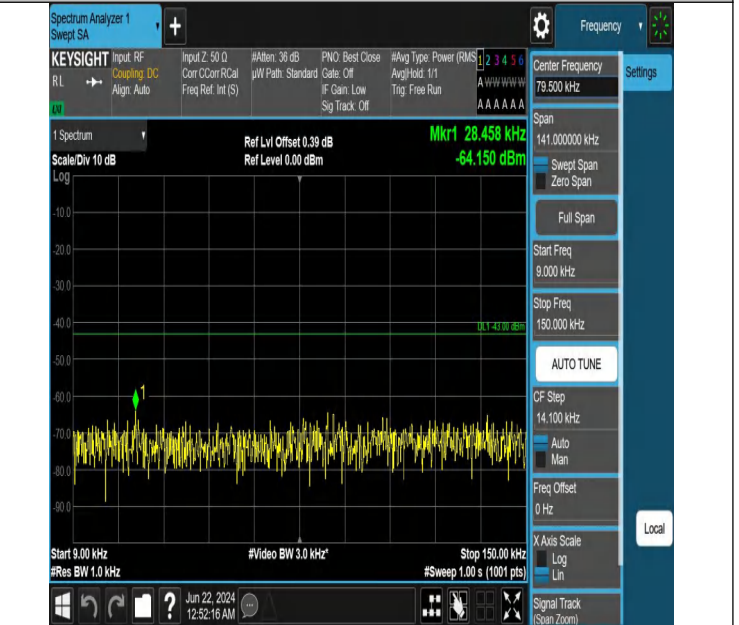 Spectrum Analyzer 1
Swept SA
+
Frequency
KEYSIGHT
RL
Input: RF
Coupling: DC
Align: Auto
Input Z: 50 Ω
Corr CCorr RCal
Freq Ref: Int (S)
#Atten: 36 dB
µW Path: Standard
PNO: Best Close
Gate: Off
IF Gain: Low
Sig Track: Off
#Avg Type: Power (RMS
Avg|Hold: 1/1
Trig: Free Run
1 2 3 4 5 6
A W W W W W
A A A A A A
1 Spectrum
Scale/Div 10 dB
Ref Lvl Offset 0.39 dB
Ref Level 0.00 dBm
Mkr1 28.458 kHz
-64.150 dBm
Log
-10.0
-20.0
-30.0
-40.0
-50.0
-60.0
-70.0
-80.0
-90.0
DL1 -43.00 dBm
1
Start 9.00 kHz
#Res BW 1.0 kHz
#Video BW 3.0 kHz*
Stop 150.00 kHz
#Sweep 1.00 s (1001 pts)
Center Frequency
79.500 kHz
Settings
Span
141.000000 kHz
Swept Span
Zero Span
Full Span
Start Freq
9.000 kHz
Stop Freq
150.000 kHz
AUTO TUNE
CF Step
14.100 kHz
Auto
Man
Freq Offset
0 Hz
X Axis Scale
Log
Lin
Local
Signal Track
(Span Zoom)
?
Jun 22, 2024
12:52:16 AM